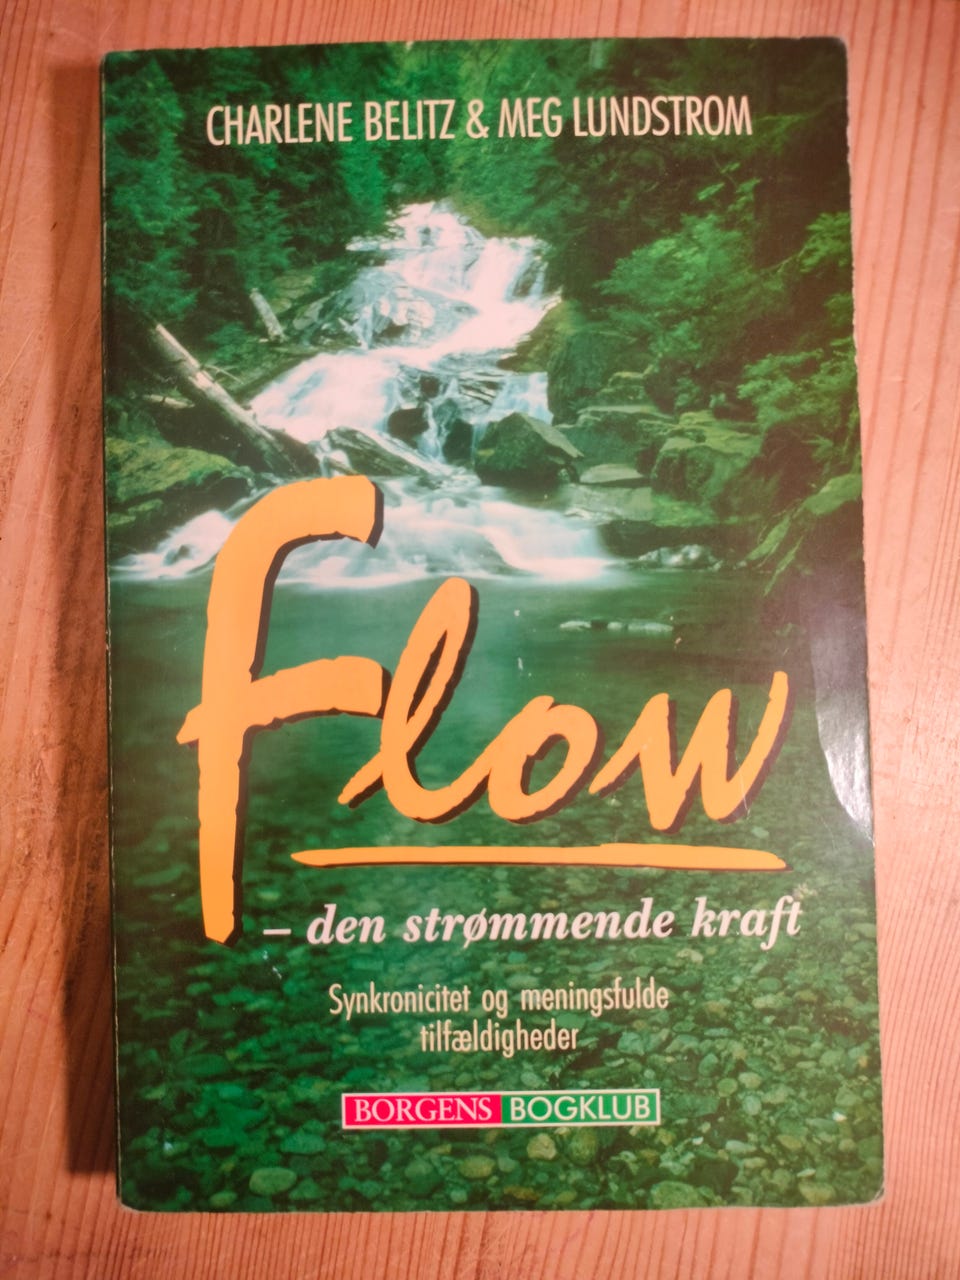 CHARLENE BELITZ & MEG LUNDSTROM
Flow
– den strømmende kraft
Synkronicitet og meningsfulde
tilfældigheder
BORGENS BOGKLUB